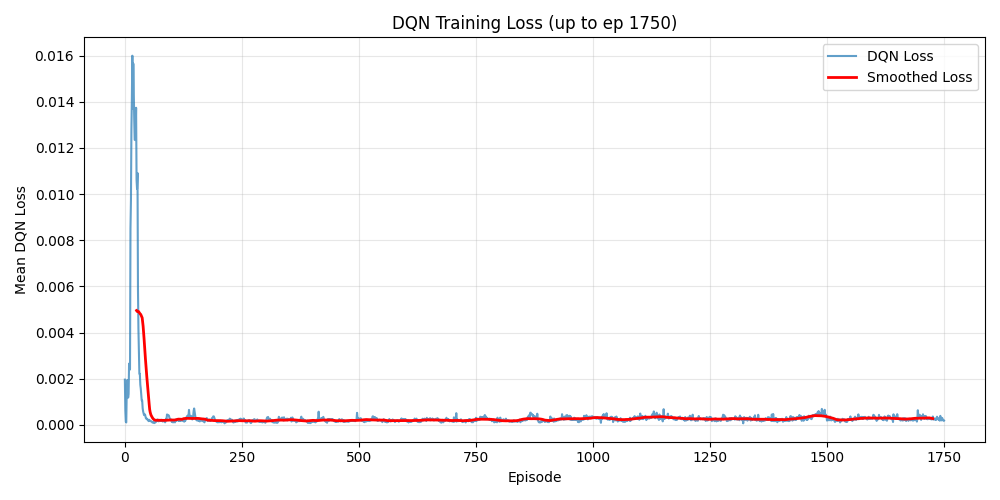 DQN Training Loss (up to ep 1750)
DQN Loss
Smoothed Loss
Mean DQN Loss
0.016
0.014
0.012
0.010
0.008
0.006
0.004
0.002
0.000
0 250 500 750 1000 1250 1500 1750
Episode